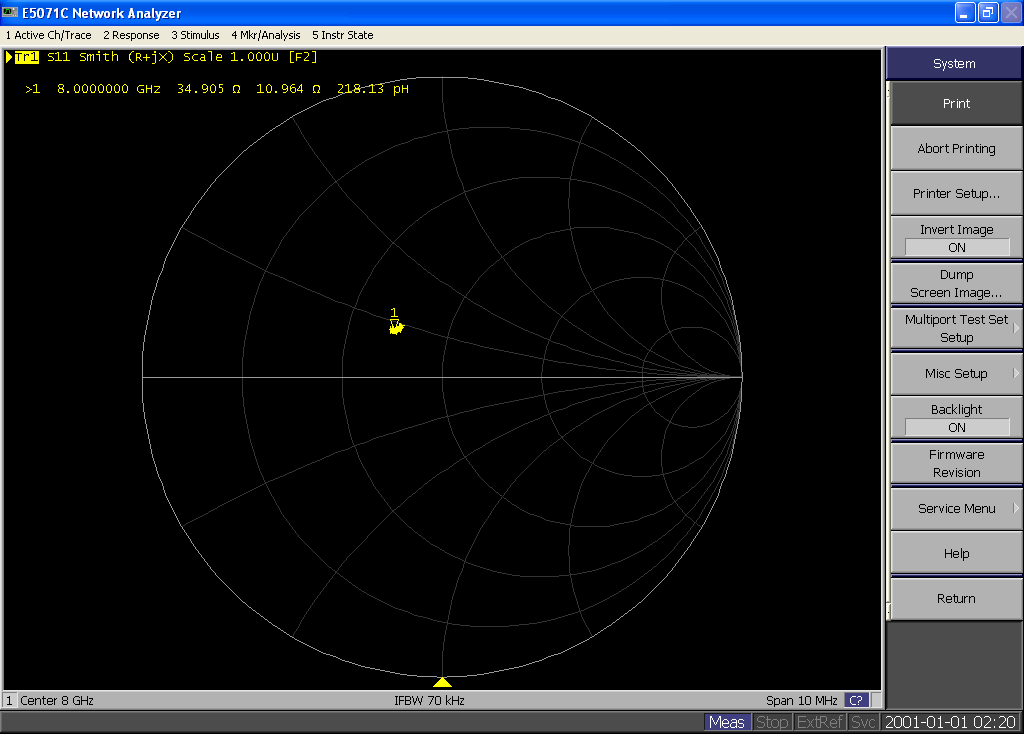 E5071C Network Analyzer
1 Active Ch/Trace 2 Response 3 Stimulus 4 Mkr/Analysis 5 Instr State
Tr1 S11 Smith (R+jX) Scale 1.000U [F2]
>1 8.0000000 GHz 34.905 Ω 10.964 Ω 218.13 pH
1
System
Print
Abort Printing
Printer Setup...
Invert Image
ON
Dump
Screen Image...
Multiport Test Set
Setup
Misc Setup
Backlight
ON
Firmware
Revision
Service Menu
Help
Return
1 Center 8 GHz IFBW 70 kHz Span 10 MHz C?
Meas Stop ExtRef Svc 2001-01-01 02:20